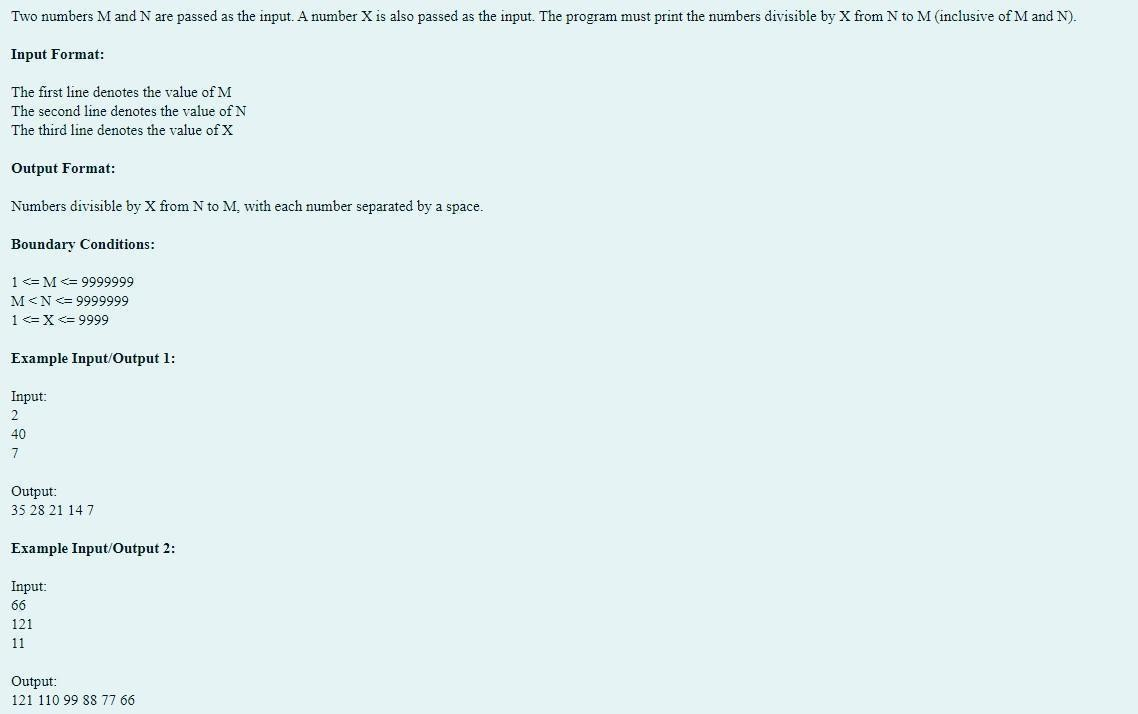 Two numbers M and N are passed as the input. A number X is also passed as the input. The program must print the numbers divisible by X from N to M (inclusive of M and N).
Input Format:
The first line denotes the value of M
The second line denotes the value of N
The third line denotes the value of X
Output Format:
Numbers divisible by X from N to M, with each number separated by a space.
Boundary Conditions:
1 <= M <= 9999999
M < N <= 9999999
1 <= X <= 9999
Example Input/Output 1:
Input:
2
40
7
Output:
35 28 21 14 7
Example Input/Output 2:
Input:
66
121
11
Output:
121 110 99 88 77 66